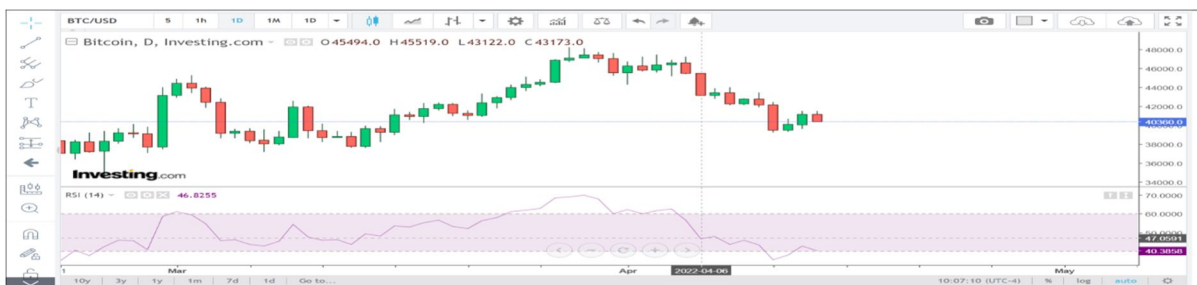 BTC/USD 5 1h 1D 1M 1D
Bitcoin, D, Investing.com O45494.0 H45519.0 L43122.0 C43173.0
48000.0
46000.0
44000.0
42000.0
40360.0
38000.0
36000.0
34000.0
Investing.com
RSI (14) 46.8255
70.0000
60.0000
47.0591
40.3858
1 Mar Apr 2022-04-06 May
10y 3y 1y 1m 7d 1d Go to... 10:07:10 (UTC-4) % log auto